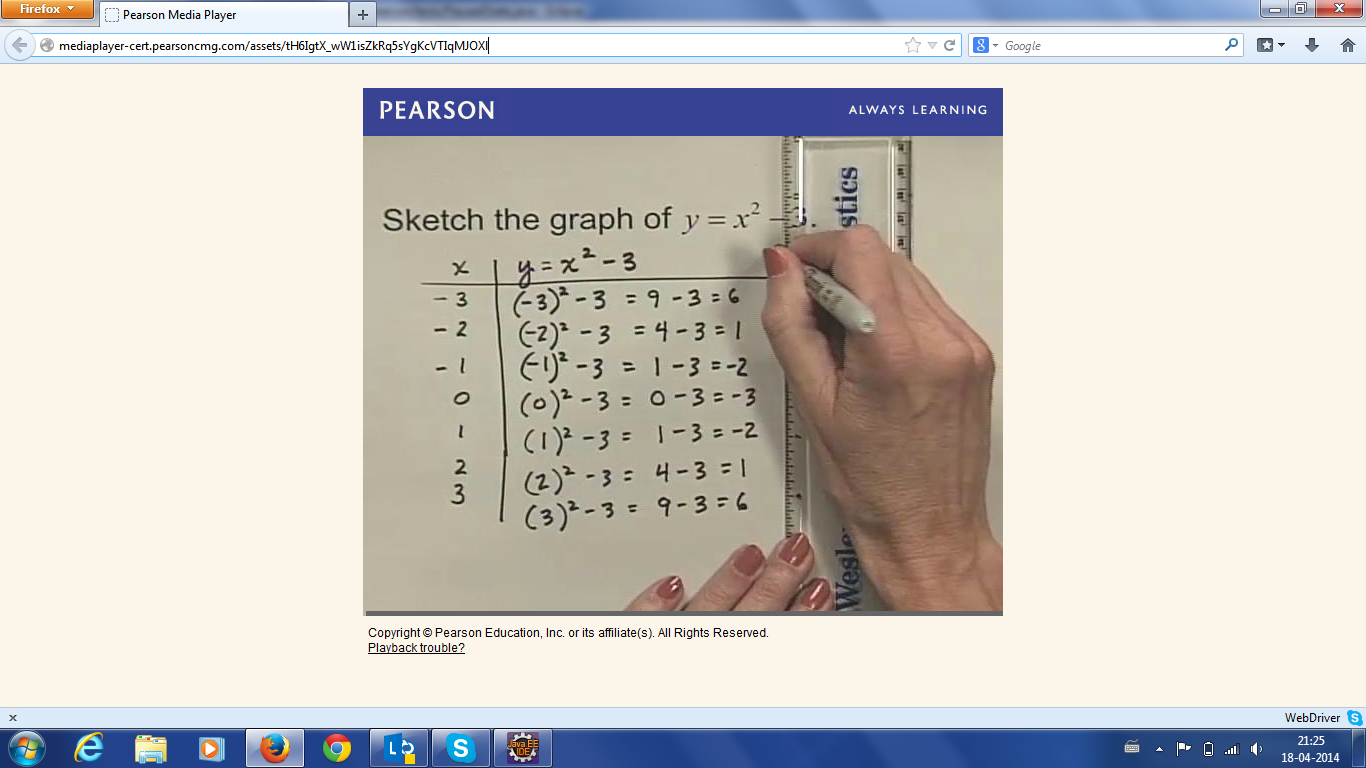 Firefox
Pearson Media Player
mediaplayer-cert.pearsoncmg.com/assets/tH6IgtX_wW1isZkRq5sYgKcVTIqMJOXI
Google
PEARSON
ALWAYS LEARNING
Sketch the graph of y = x² – 3.
x y = x² – 3
– 3 (–3)² – 3 = 9 – 3 = 6
– 2 (–2)² – 3 = 4 – 3 = 1
– 1 (–1)² – 3 = 1 – 3 = –2
0 (0)² – 3 = 0 – 3 = –3
1 (1)² – 3 = 1 – 3 = –2
2 (2)² – 3 = 4 – 3 = 1
3 (3)² – 3 = 9 – 3 = 6
stics
Wesle
Copyright © Pearson Education, Inc. or its affiliate(s). All Rights Reserved.
Playback trouble?
x
WebDriver
Java EE
IDE
21:25
18-04-2014